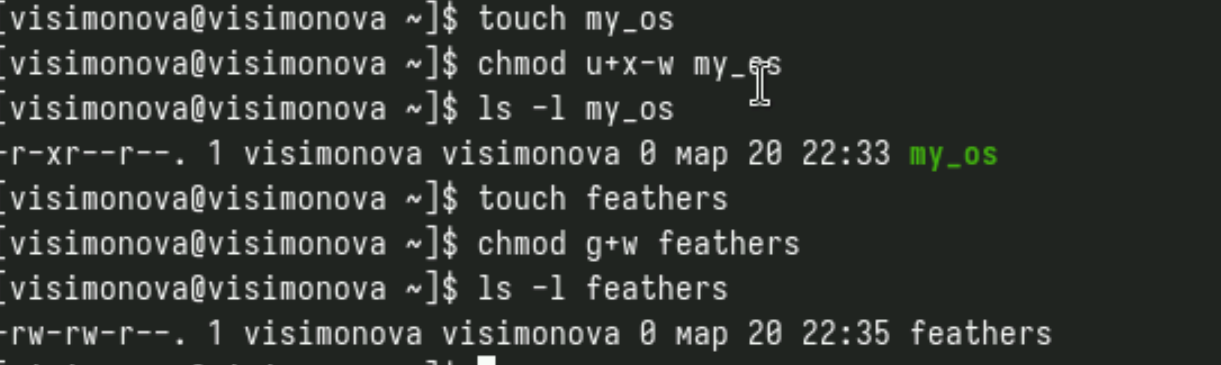 [visimonova@visimonova ~]$ touch my_os
[visimonova@visimonova ~]$ chmod u+x-w my_os
[visimonova@visimonova ~]$ ls -l my_os
-r-xr--r--. 1 visimonova visimonova 0 мар 20 22:33 my_os
[visimonova@visimonova ~]$ touch feathers
[visimonova@visimonova ~]$ chmod g+w feathers
[visimonova@visimonova ~]$ ls -l feathers
-rw-rw-r--. 1 visimonova visimonova 0 мар 20 22:35 feathers